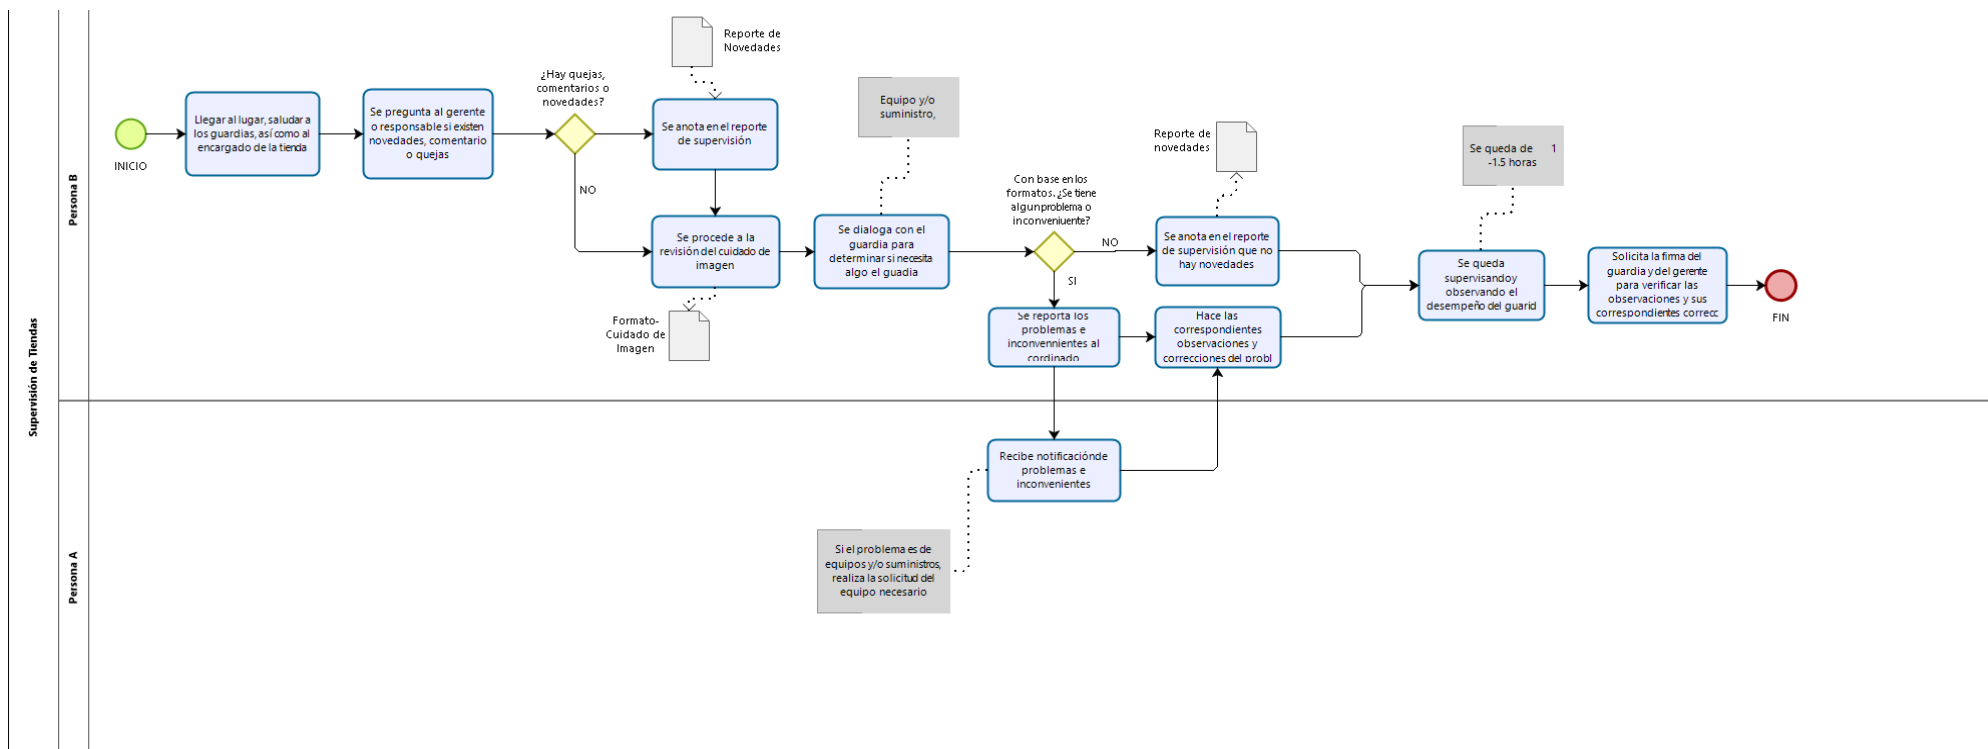 Supervisión de Tiendas
Persona B
INICIO
Llegar al lugar, saludar a
los guardias, así como al
encargado de la tienda
Se pregunta al gerente
o responsable si existen
novedades, comentario
o quejas
¿Hay quejas,
comentarios o
novedades?
NO
Reporte de
Novedades
Se anota en el reporte
de supervisión
Se procede a la
revisión del cuidado de
imagen
Formato-
Cuidado de
Imagen
Equipo y/o
suministro,
Se dialoga con el
guardia para
determinar si necesita
algo el guadia
Con base en los
formatos. ¿Se tiene
algun problema o
inconveniuente?
NO
SI
Reporte de
novedades
Se anota en el reporte
de supervisión que no
hay novedades
Se reporta los
problemas e
inconvennientes al
cordinado
Hace las
correspondientes
observaciones y
correcciones del probl
Se queda de 1
-1.5 horas
Se queda
supervisando y
observando el
desempeño del guarid
Solicita la firma del
guardia y del gerente
para verificar las
observaciones y sus
correspondientes correcc
FIN
Persona A
Recibe notificación de
problemas e
inconvenientes
Si el problema es de
equipos y/o suministros,
realiza la solicitud del
equipo necesario